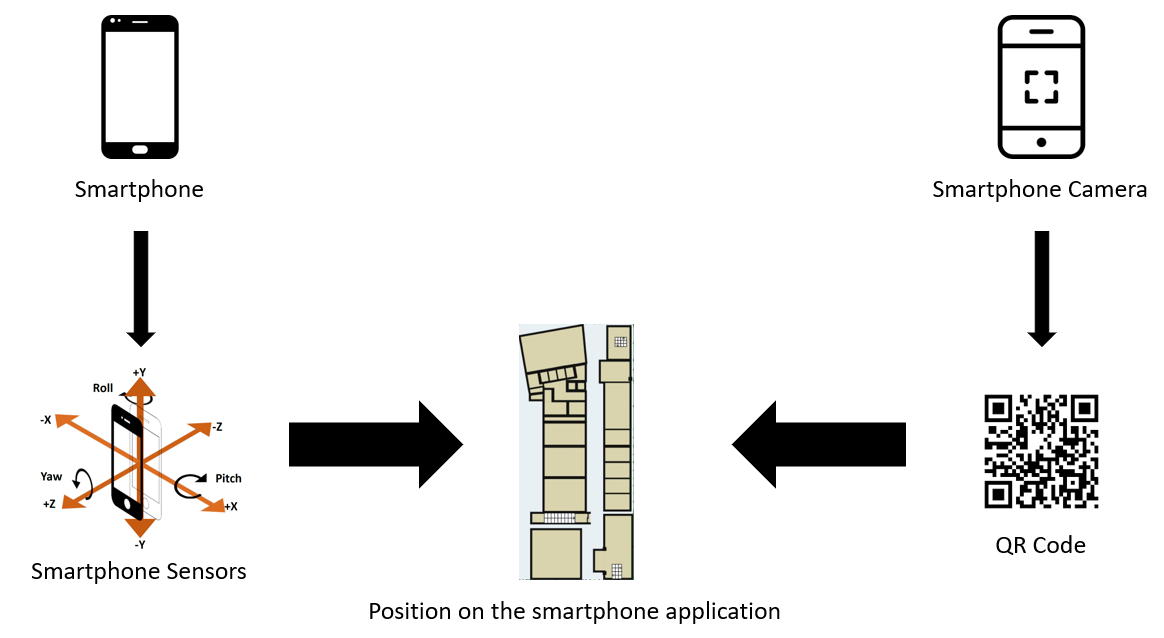 Smartphone
Smartphone Camera
+Y
Roll
-X
-Z
Yaw
Pitch
+Z
+X
-Y
Smartphone Sensors
QR Code
Position on the smartphone application